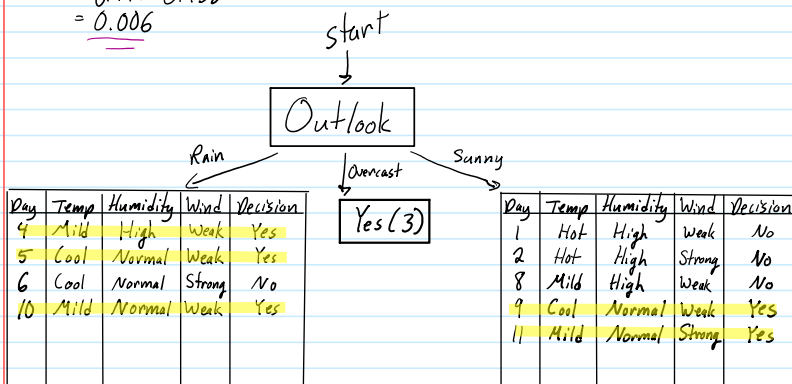 = 0.006
start
Outlook
Rain
Overcast
Sunny
Yes (3)
Day Temp Humidity Wind Decision
4 Mild High Weak Yes
5 Cool Normal Weak Yes
6 Cool Normal Strong No
10 Mild Normal Weak Yes
Day Temp Humidity Wind Decision
1 Hot High Weak No
2 Hot High Strong No
8 Mild High Weak No
9 Cool Normal Weak Yes
11 Mild Normal Strong Yes